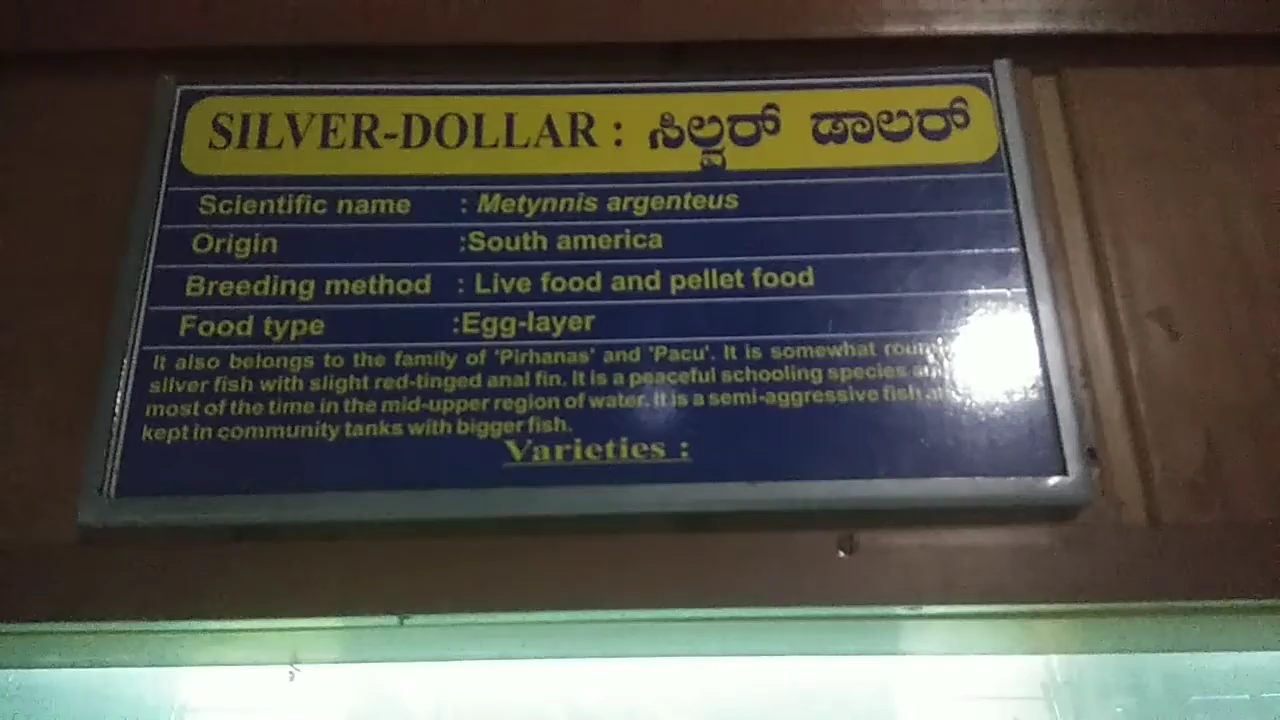 SILVER-DOLLAR : ಸಿಲ್ವರ್ ಡಾಲರ್
Scientific name : Metynnis argenteus
Origin :South america
Breeding method : Live food and pellet food
Food type :Egg-layer
It also belongs to the family of 'Pirhanas' and 'Pacu'. It is somewhat
silver fish with slight red-tinged anal fin. It is a peaceful schooling species
most of the time in the mid-upper region of water. It is a semi-aggressive fish
kept in community tanks with bigger fish.
Varieties :